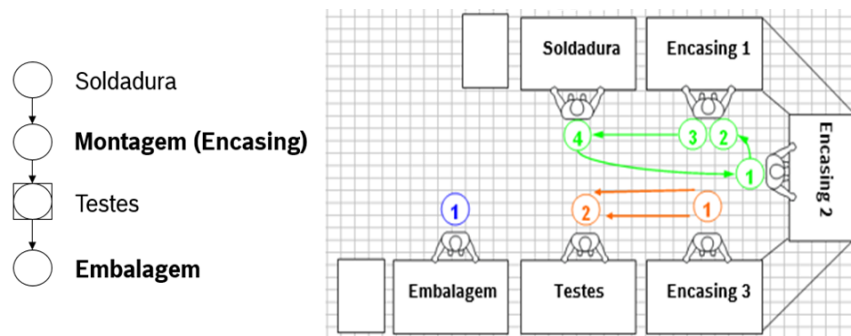 Soldadura
Montagem (Encasing)
Testes
Embalagem
Soldadura
Encasing 1
Encasing 2
4
3
2
1
1
2
1
Embalagem
Testes
Encasing 3